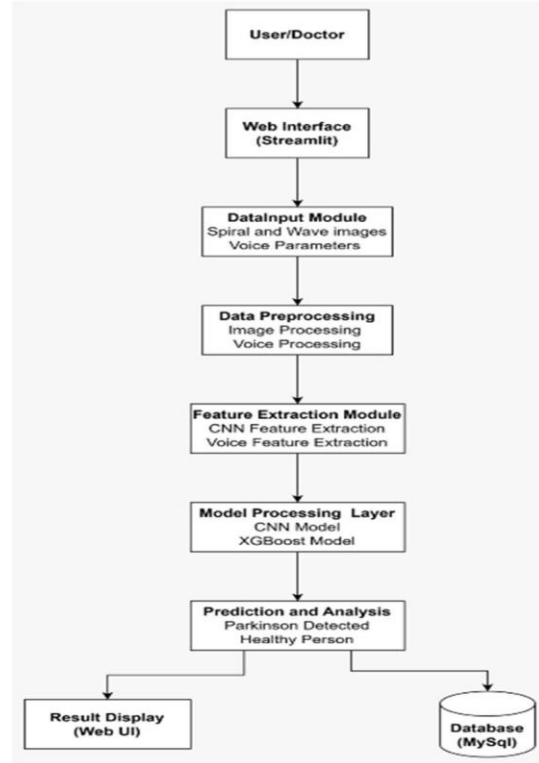 User/Doctor
Web Interface
(Streamlit)
DataInput Module
Spiral and Wave images
Voice Parameters
Data Preprocessing
Image Processing
Voice Processing
Feature Extraction Module
CNN Feature Extraction
Voice Feature Extraction
Model Processing Layer
CNN Model
XGBoost Model
Prediction and Analysis
Parkinson Detected
Healthy Person
Result Display
(Web UI)
Database
(MySql)